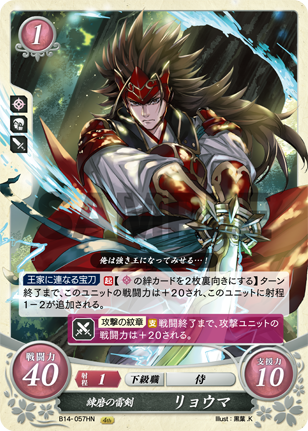 1
俺は強き王になってみせる…!
王家に連なる宝刀 起 【 の絆カードを2枚裏向きにする】ターン
終了まで、このユニットの戦闘力は+20され、このユニットに射程
1-2が追加される。
攻撃の紋章 支 戦闘終了まで、攻撃ユニットの
戦闘力は+20される。
戦闘力
40
射程 1 下級職 侍
支援力
10
練磨の雷剣 リョウマ
B14-057HN 4th Illust:黒葉.K